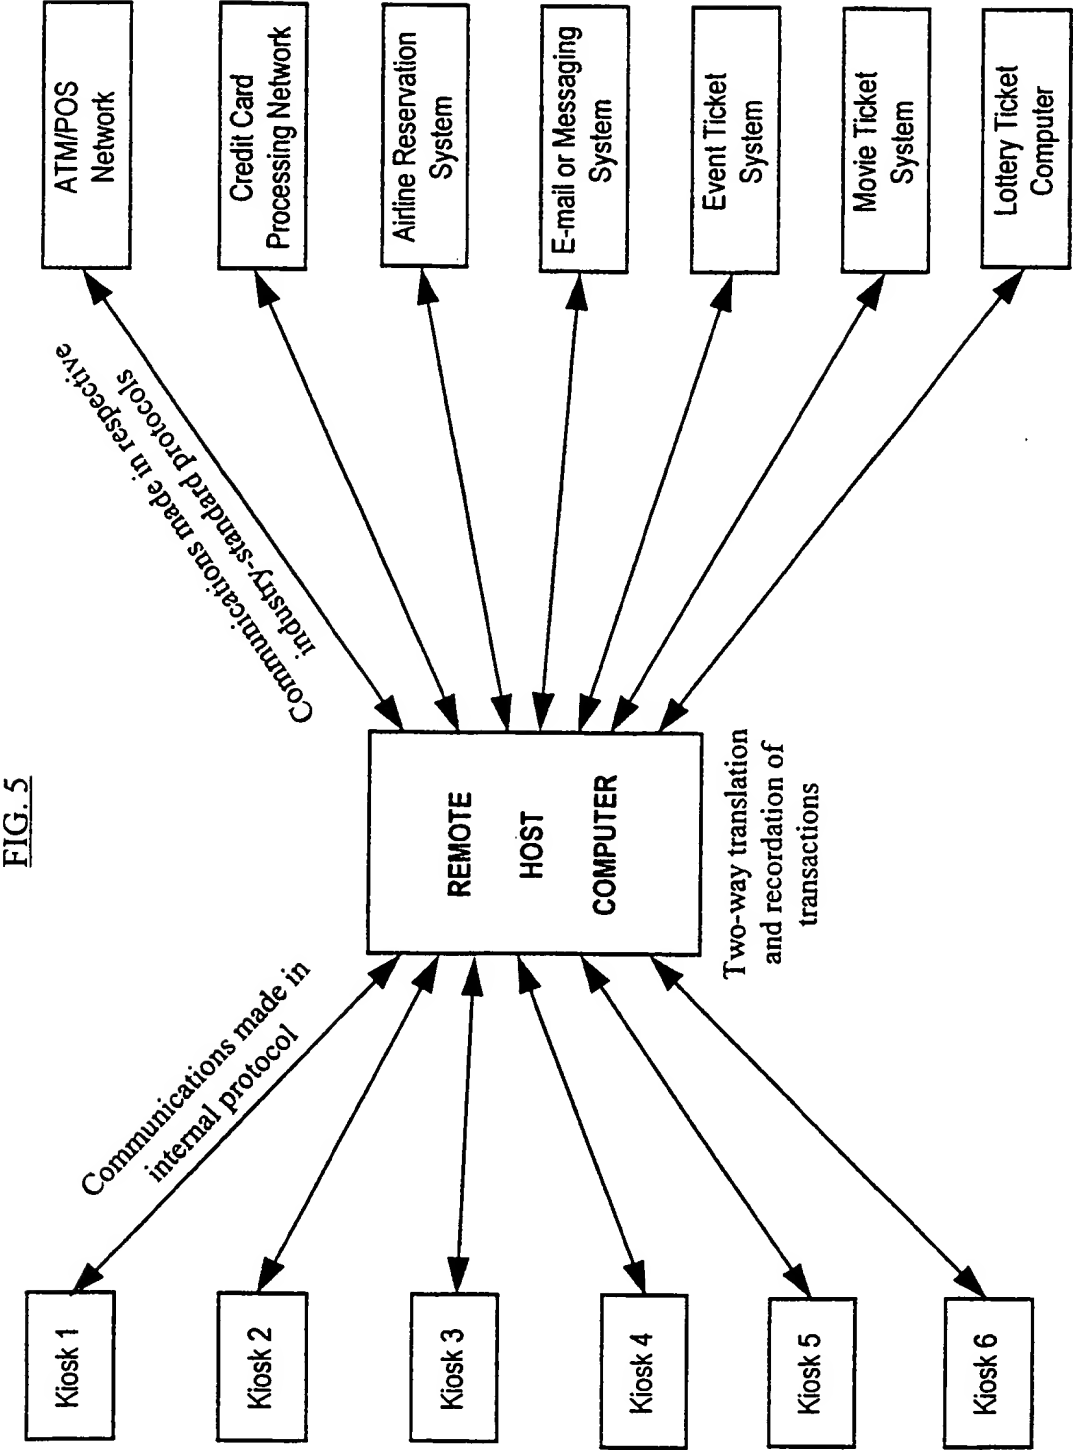 FIG. 5
Kiosk 1
Kiosk 2
Kiosk 3
Kiosk 4
Kiosk 5
Kiosk 6
Communications made in
internal protocol
REMOTE
HOST
COMPUTER
Two-way translation
and recordation of
transactions
Communications made in respective
industry-standard protocols
ATM/POS
Network
Credit Card
Processing Network
Airline Reservation
System
E-mail or Messaging
System
Event Ticket
System
Movie Ticket
System
Lottery Ticket
Computer